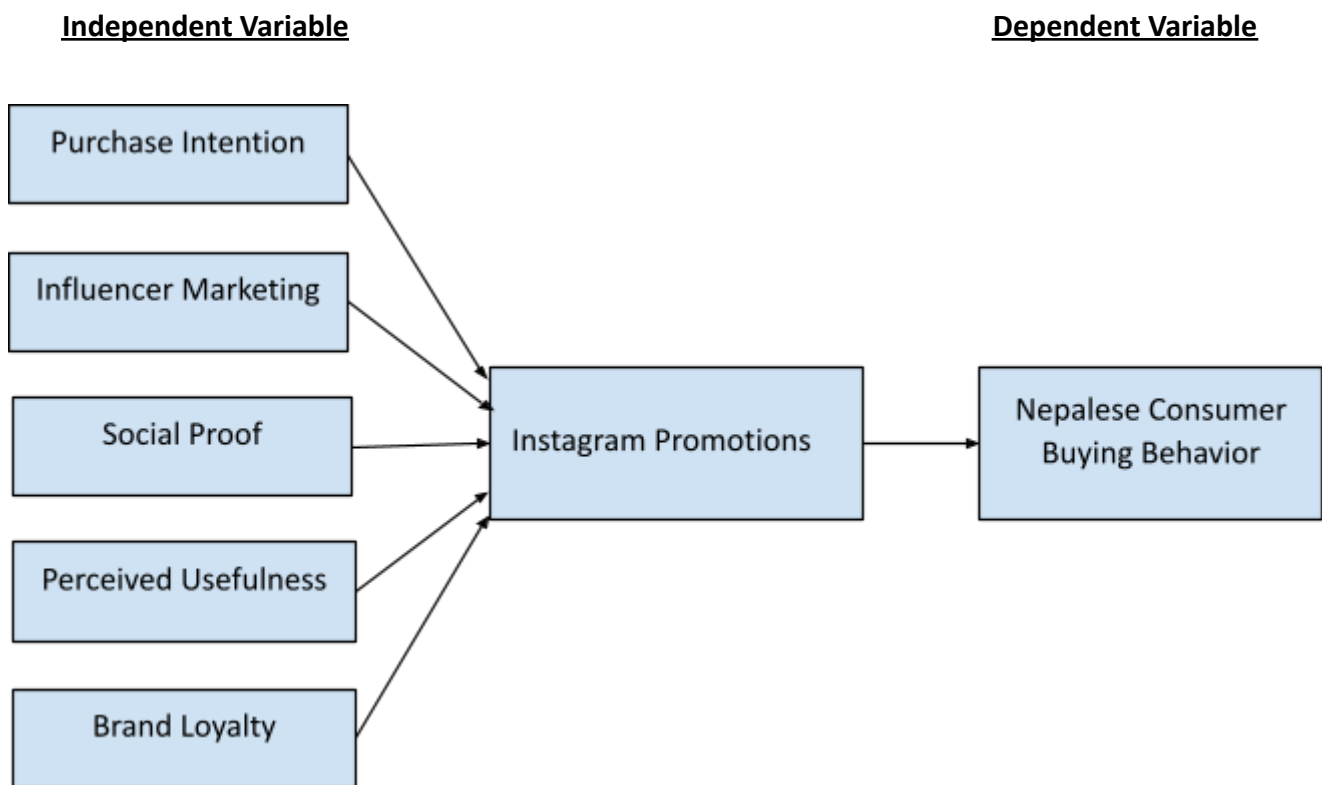 Independent Variable
Dependent Variable
Purchase Intention
Influencer Marketing
Social Proof
Perceived Usefulness
Brand Loyalty
Instagram Promotions
Nepalese Consumer
Buying Behavior